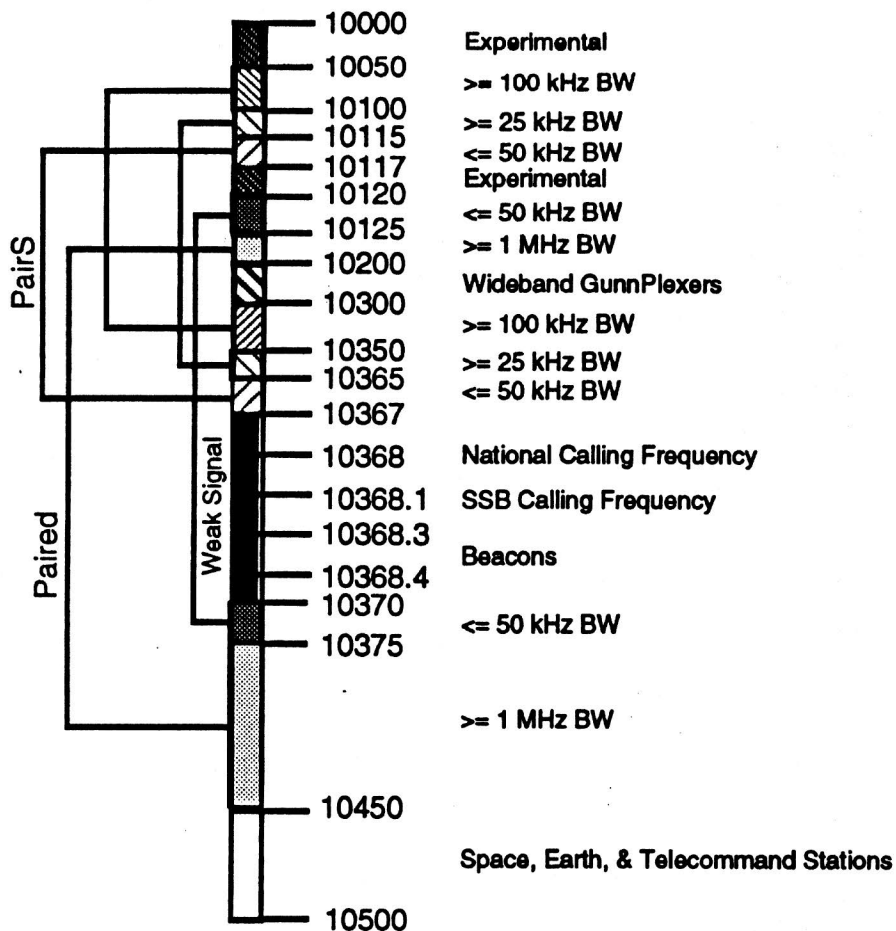 10000
Experimental
10050
>= 100 kHz BW
10100
>= 25 kHz BW
10115
<= 50 kHz BW
10117
Experimental
10120
<= 50 kHz BW
10125
>= 1 MHz BW
10200
Wideband GunnPlexers
10300
>= 100 kHz BW
10350
>= 25 kHz BW
10365
<= 50 kHz BW
10367
10368
National Calling Frequency
10368.1
SSB Calling Frequency
10368.3
Beacons
10368.4
10370
<= 50 kHz BW
10375
>= 1 MHz BW
10450
Space, Earth, & Telecommand Stations
10500
PairS
Paired
Weak Signal